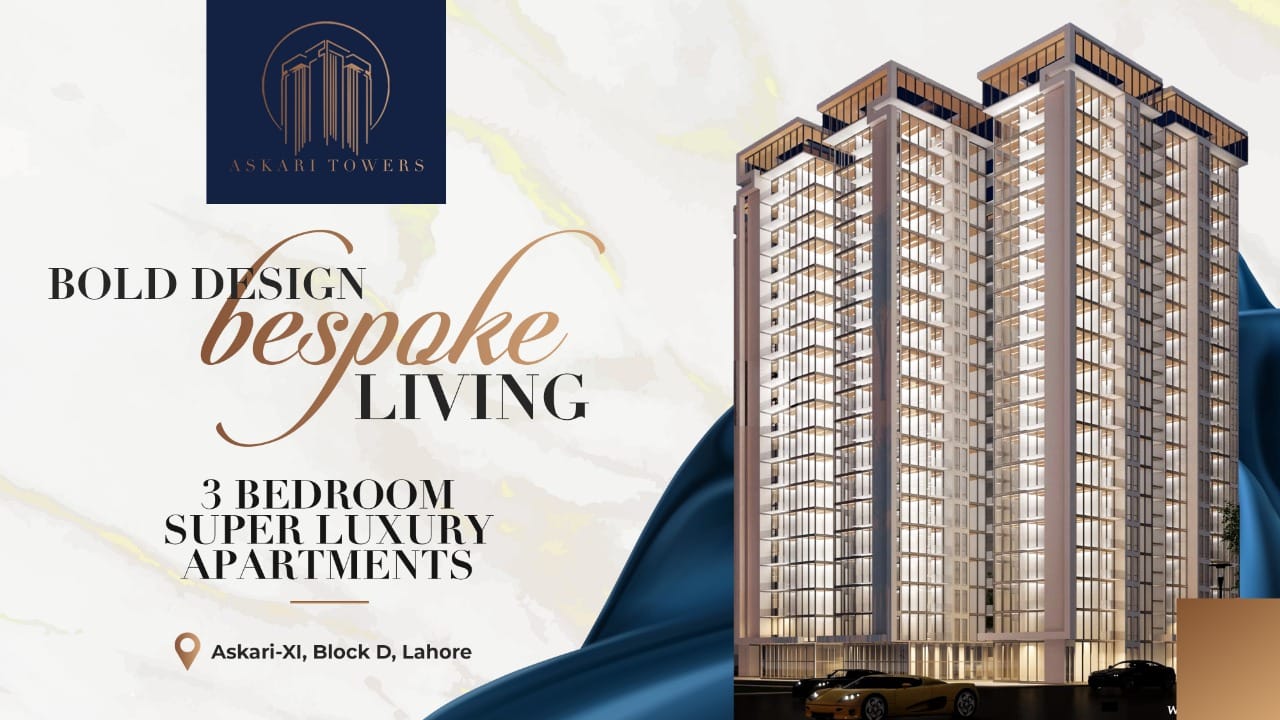 ASKARI TOWERS
BOLD DESIGN
bespoke
LIVING
3 BEDROOM
SUPER LUXURY
APARTMENTS
Askari-XI, Block D, Lahore